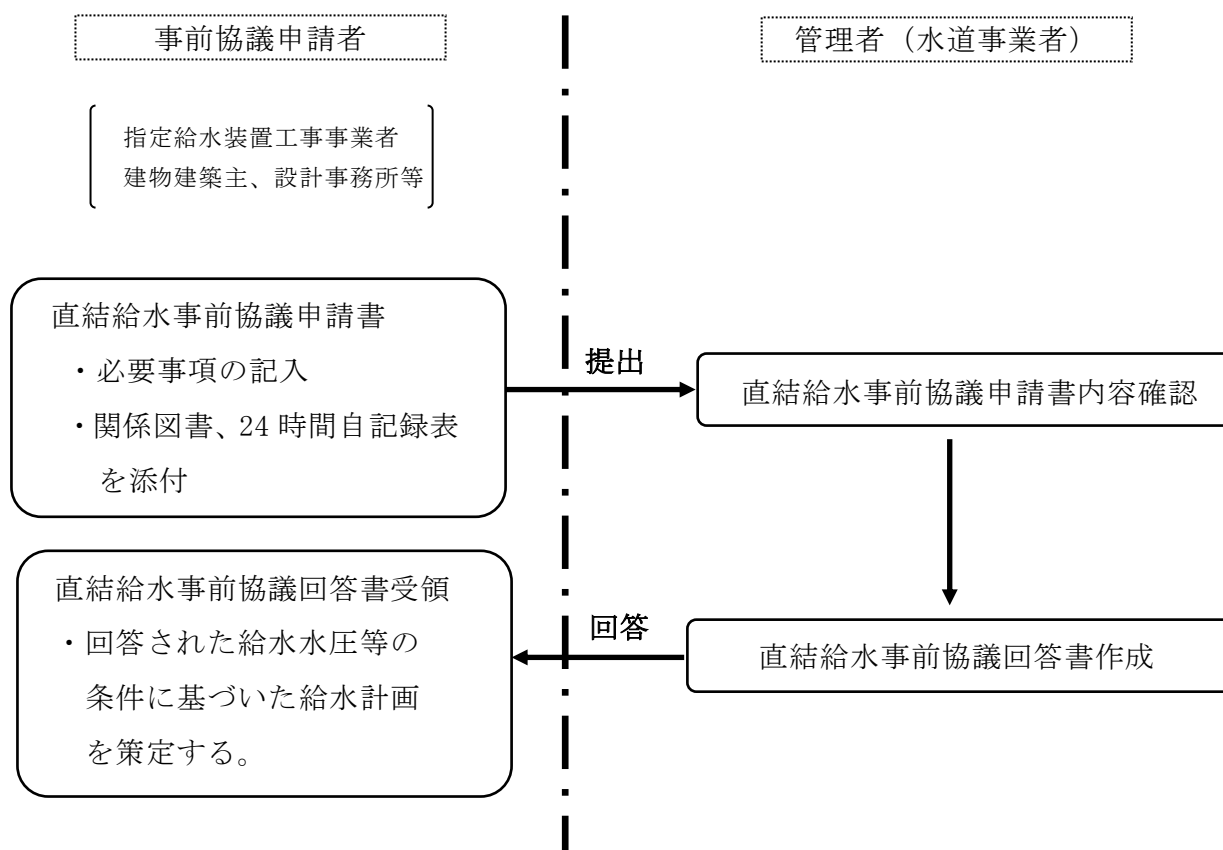 事前協議申請者
管理者（水道事業者）
指定給水装置工事事業者
建物建築主、設計事務所等
直結給水事前協議申請書
・必要事項の記入
・関係図書、24 時間自記録表
を添付
提出
直結給水事前協議申請書内容確認
直結給水事前協議回答書受領
・回答された給水水圧等の
条件に基づいた給水計画
を策定する。
回答
直結給水事前協議回答書作成